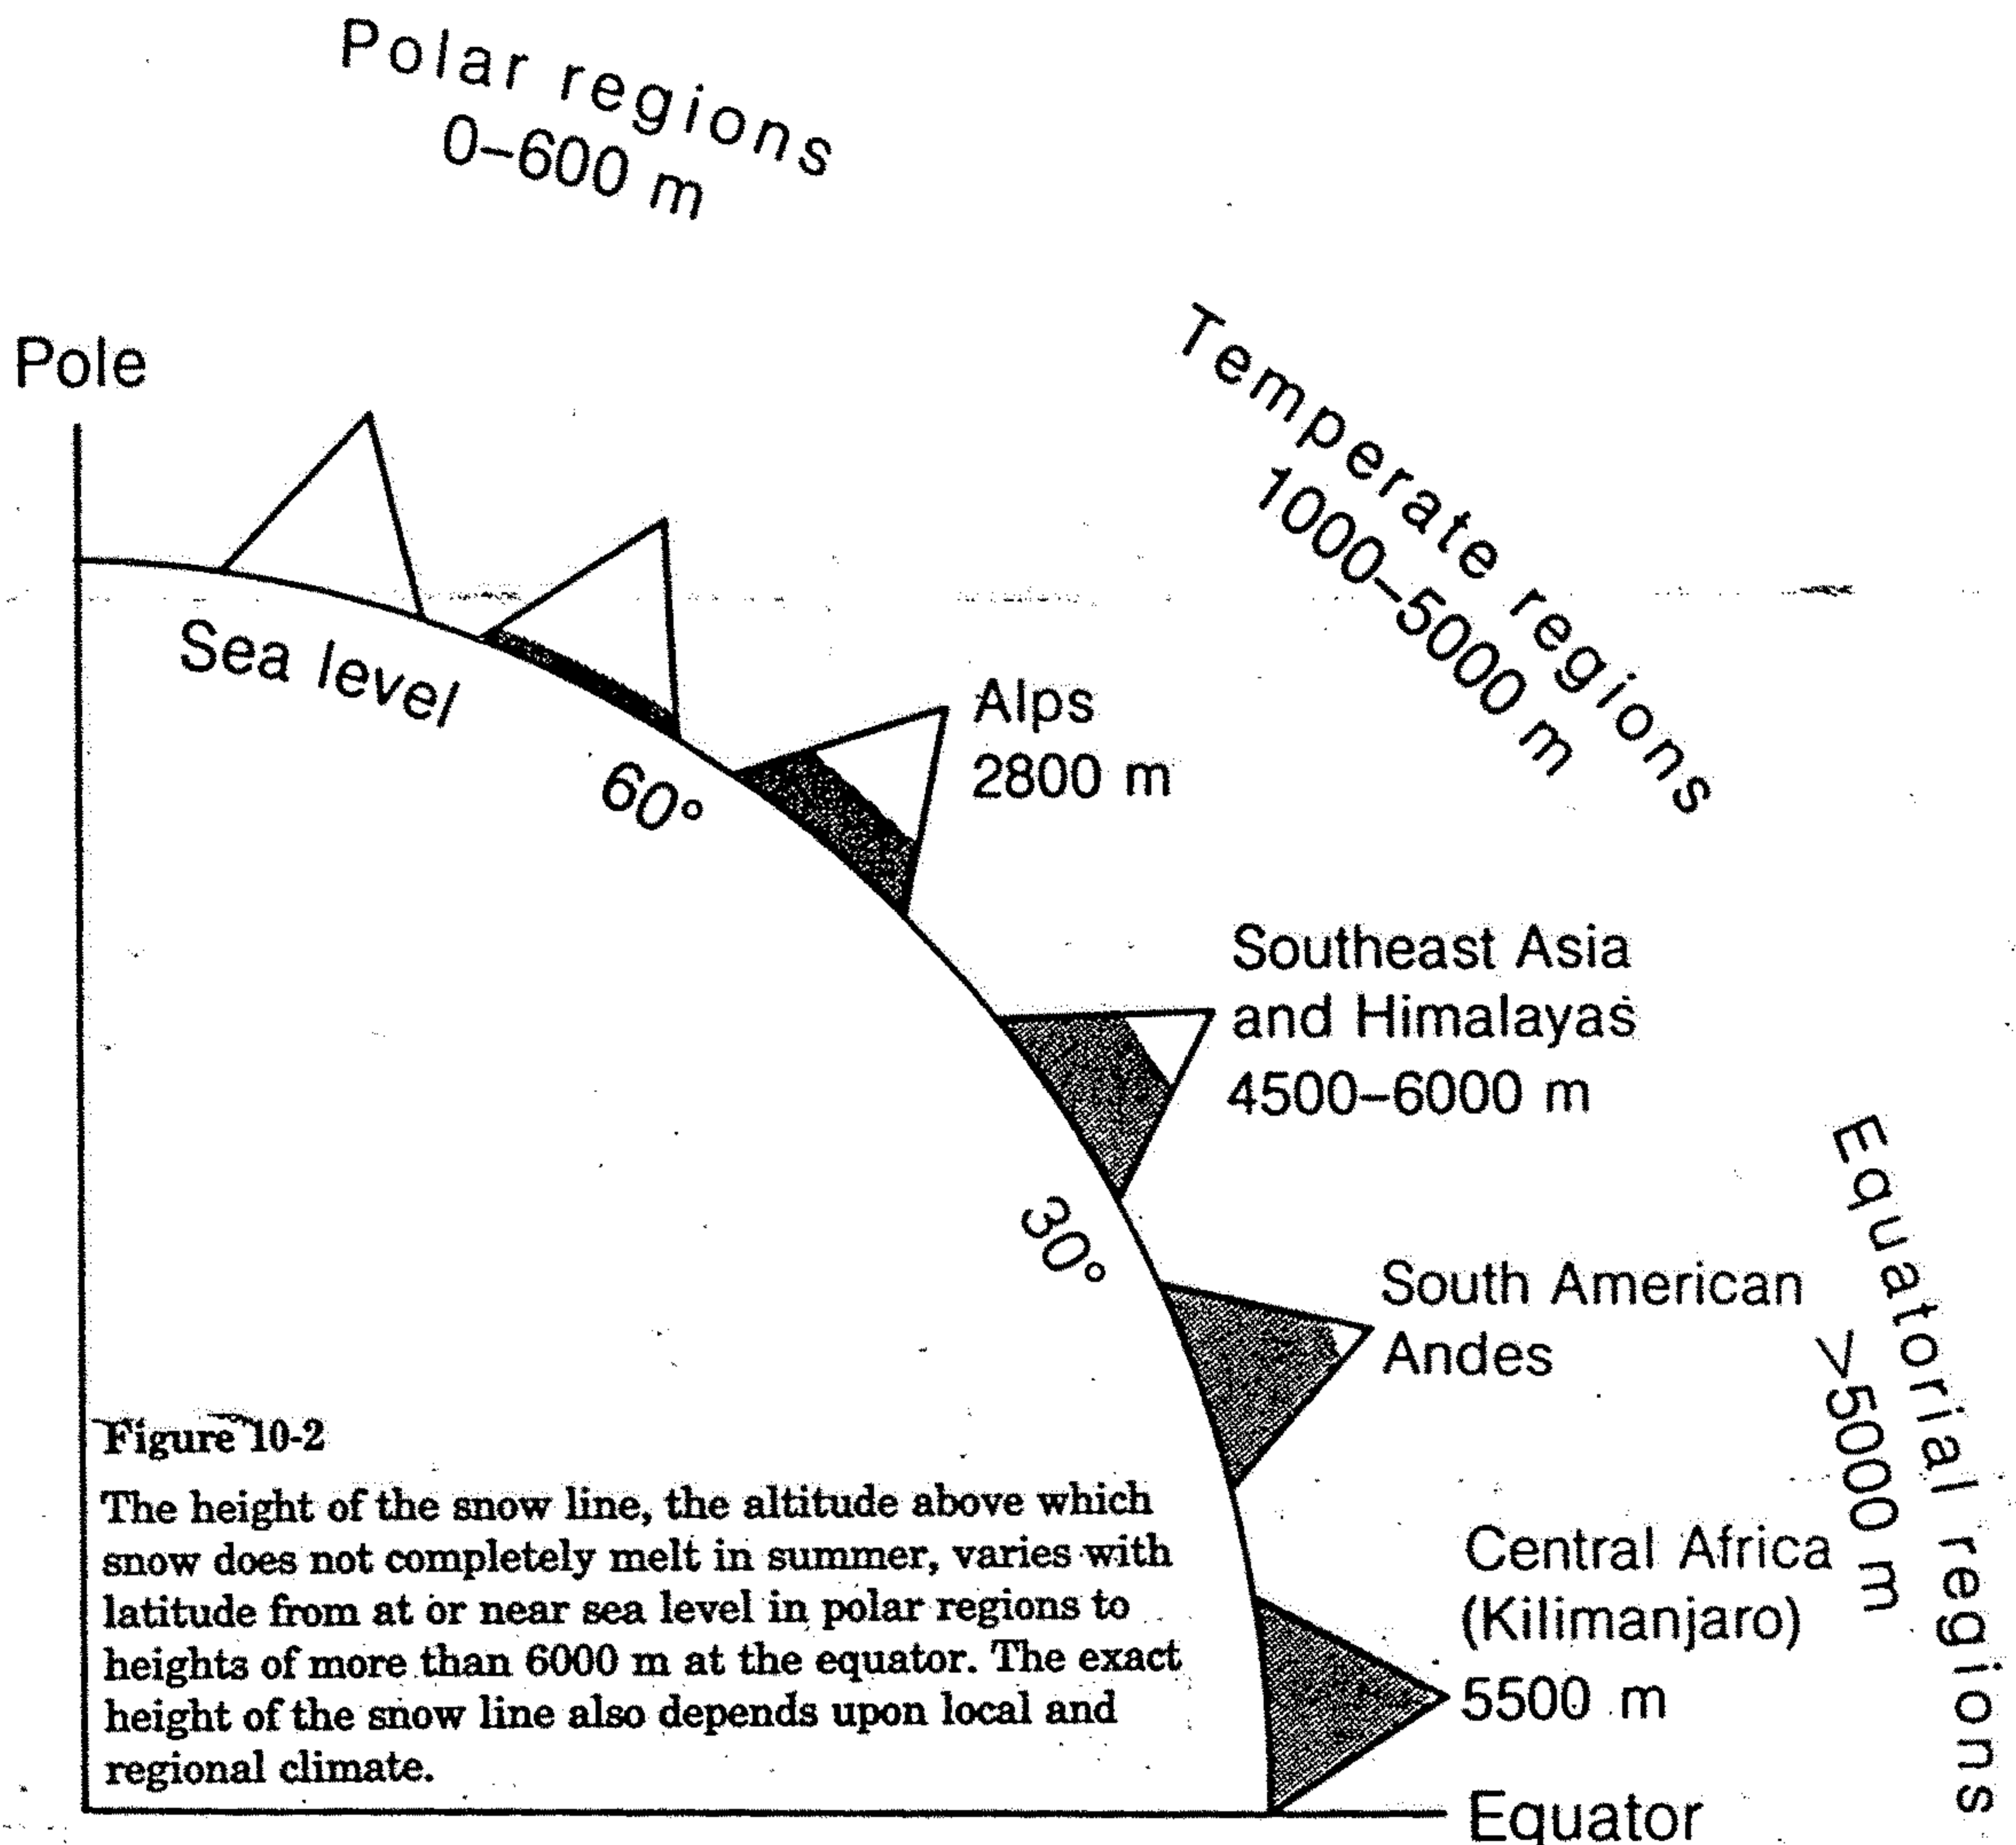 Polar regions
0–600 m
Pole
Temperate regions
1000–5000 m
Sea level
Alps
2800 m
60°
Southeast Asia
and Himalayas
4500–6000 m
30°
Equatorial regions
>5000 m
South American
Andes
Central Africa
(Kilimanjaro)
5500 m
Equator
Figure 10-2
The height of the snow line, the altitude above which
snow does not completely melt in summer, varies with
latitude from at or near sea level in polar regions to
heights of more than 6000 m at the equator. The exact
height of the snow line also depends upon local and
regional climate.